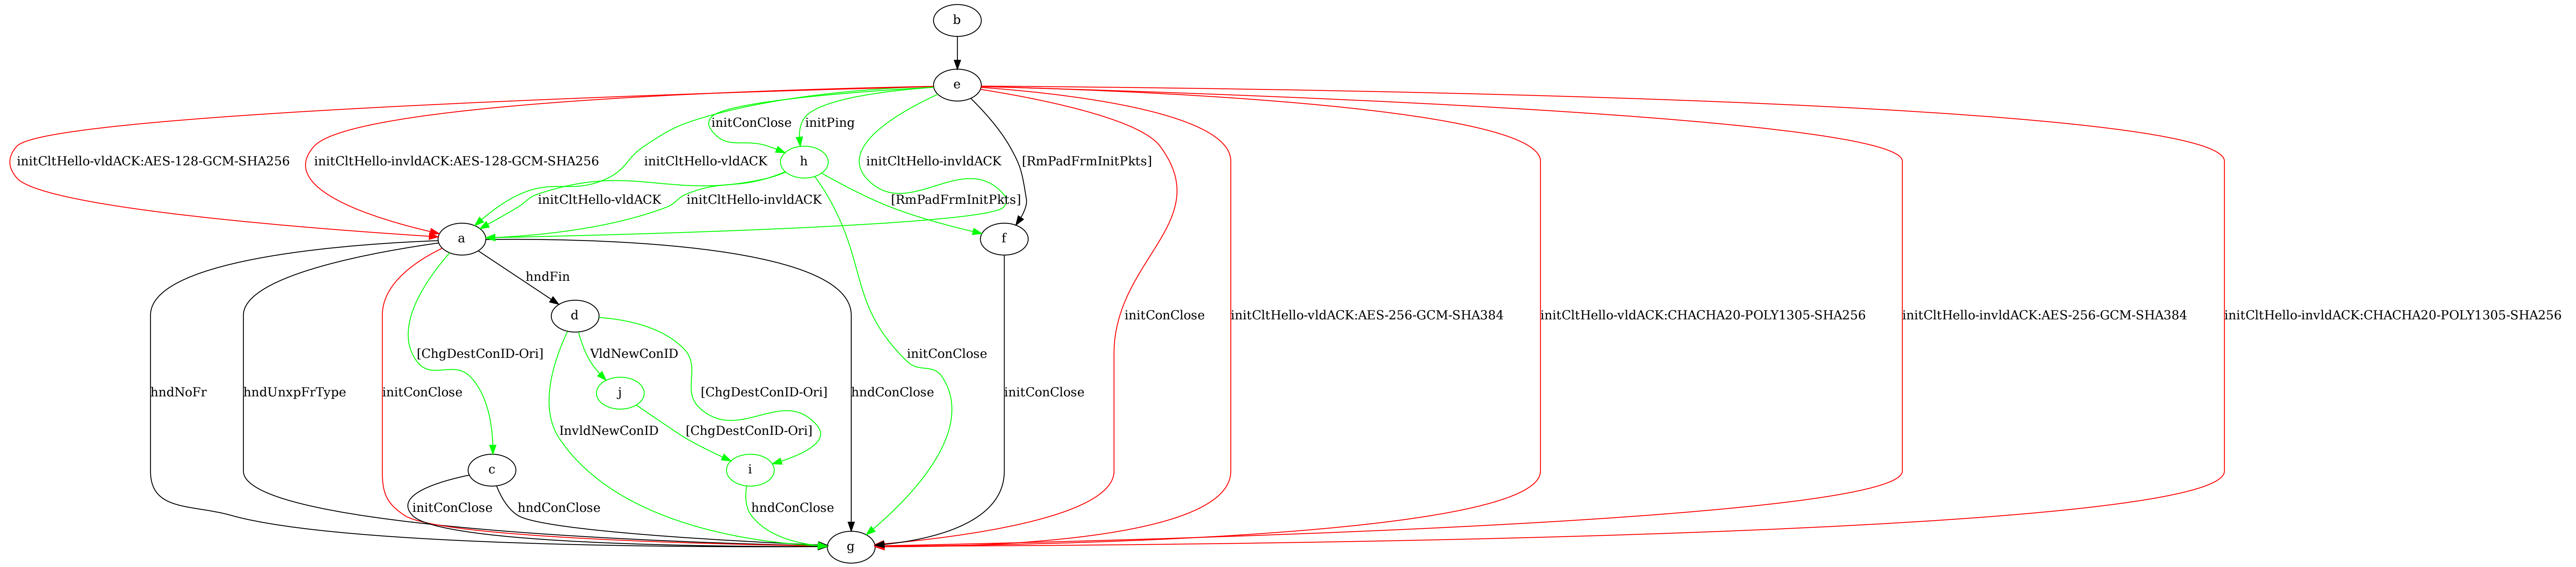 b
e
initConClose
initPing
initCltHello-vldACK:AES-128-GCM-SHA256
initCltHello-invldACK:AES-128-GCM-SHA256
initCltHello-vldACK
h
initCltHello-invldACK
[RmPadFrmInitPkts]
initCltHello-vldACK
initCltHello-invldACK
[RmPadFrmInitPkts]
a
f
hndFin
d
initConClose
initCltHello-vldACK:AES-256-GCM-SHA384
initCltHello-vldACK:CHACHA20-POLY1305-SHA256
initCltHello-invldACK:AES-256-GCM-SHA384
initCltHello-invldACK:CHACHA20-POLY1305-SHA256
[ChgDestConID-Ori]
VldNewConID
initConClose
hndNoFr
hndUnxpFrType
initConClose
j
[ChgDestConID-Ori]
hndConClose
initConClose
InvldNewConID
[ChgDestConID-Ori]
c
i
initConClose
hndConClose
hndConClose
g